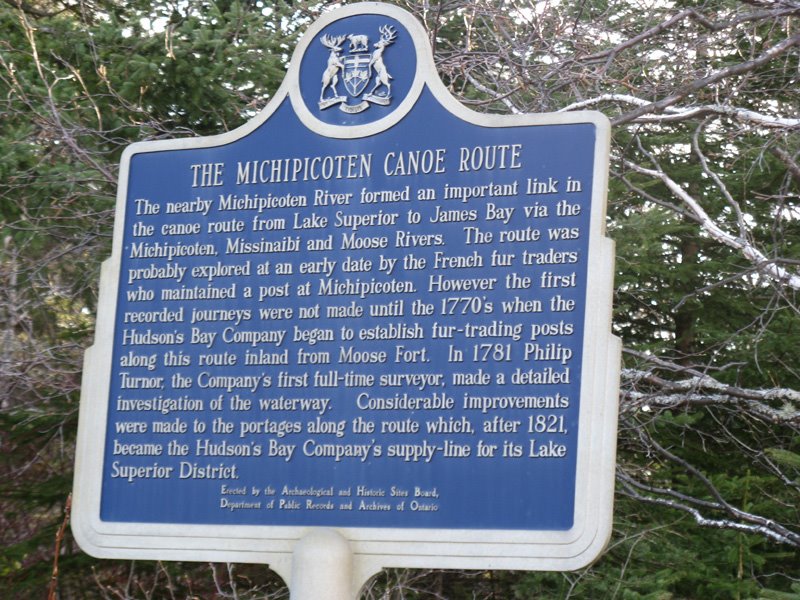 THE MICHIPICOTEN CANOE ROUTE
The nearby Michipicoten River formed an important link in
the canoe route from Lake Superior to James Bay via the
Michipicoten, Missinaibi and Moose Rivers. The route was
probably explored at an early date by the French fur traders
who maintained a post at Michipicoten. However the first
recorded journeys were not made until the 1770's when the
Hudson's Bay Company began to establish fur-trading posts
along this route inland from Moose Fort. In 1781 Philip
Turnor, the Company's first full-time surveyor, made a detailed
investigation of the waterway. Considerable improvements
were made to the portages along the route which, after 1821,
became the Hudson's Bay Company's supply-line for its Lake
Superior District.
Erected by the Archaeological and Historic Sites Board,
Department of Public Records and Archives of Ontario